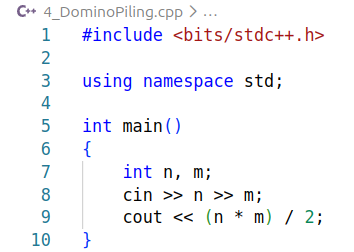 4_DominoPiling.cpp > ...
1 #include <bits/stdc++.h>
2
3 using namespace std;
4
5 int main()
6 {
7     int n, m;
8     cin >> n >> m;
9     cout << (n * m) / 2;
10 }